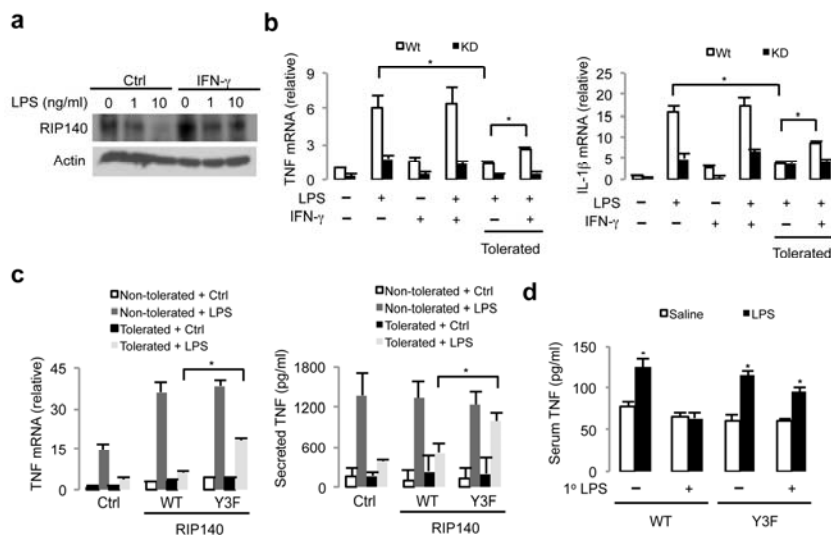 a
Ctrl IFN-γ
LPS (ng/ml) 0 1 10 0 1 10
RIP140
Actin
b
Wt KD
TNF mRNA (relative)
9
6
3
0
*
*
LPS − + − + + +
IFN-γ − − + + − +
Tolerated
Wt KD
IL-1β mRNA (relative)
25
20
15
10
5
0
*
*
LPS − + − + + +
IFN-γ − − + + − +
Tolerated
c
Non-tolerated + Ctrl
Non-tolerated + LPS
Tolerated + Ctrl
Tolerated + LPS
TNF mRNA (relative)
45
30
15
0
*
Ctrl WT Y3F
RIP140
Non-tolerated + Ctrl
Non-tolerated + LPS
Tolerated + Ctrl
Tolerated + LPS
Secreted TNF (pg/ml)
1800
1200
600
0
*
Ctrl WT Y3F
RIP140
d
Saline LPS
Serum TNF (pg/ml)
150
100
50
0
* * *
1º LPS − + − +
WT Y3F